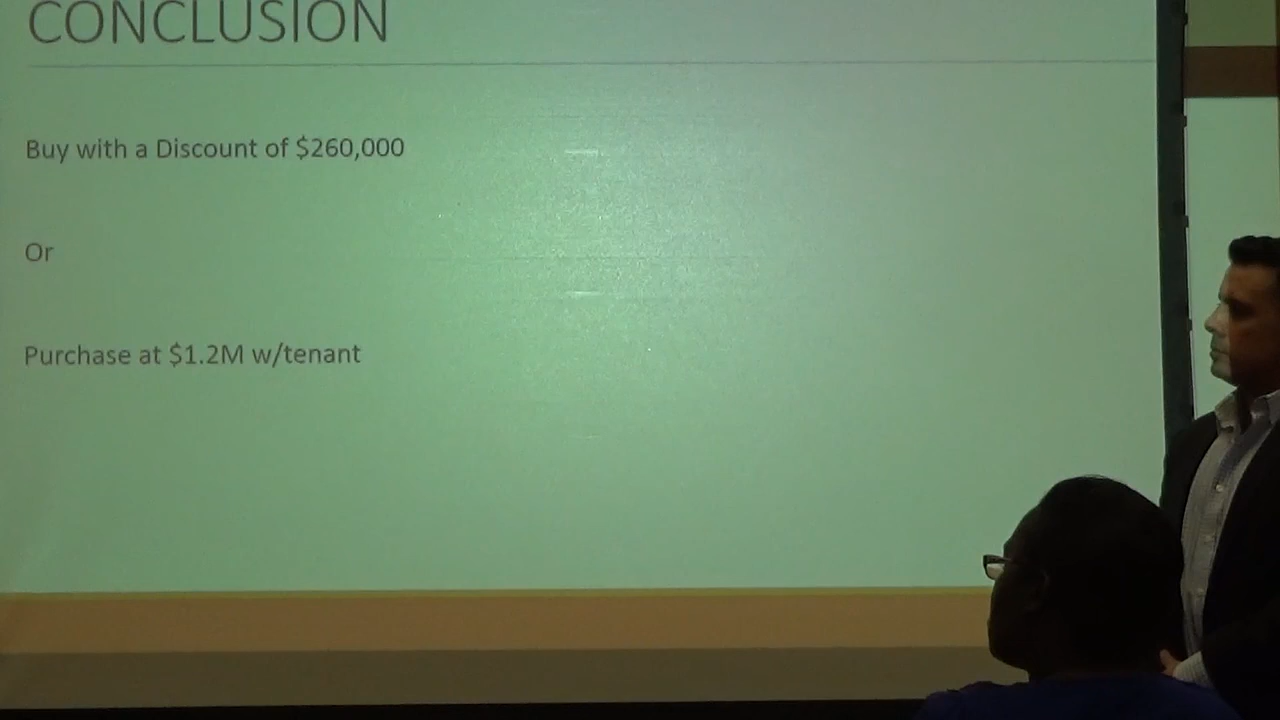 CONCLUSION
Buy with a Discount of $260,000
Or
Purchase at $1.2M w/tenant